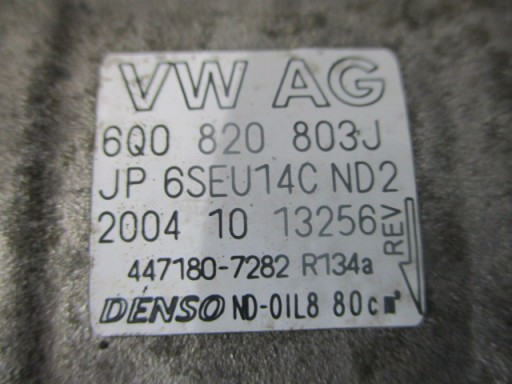 VW AG
6Q0 820 803J
JP 6SEU14C ND2
2004 10 13256
REV
447180-7282 R134a
DENSO ND-OIL8 80cm³